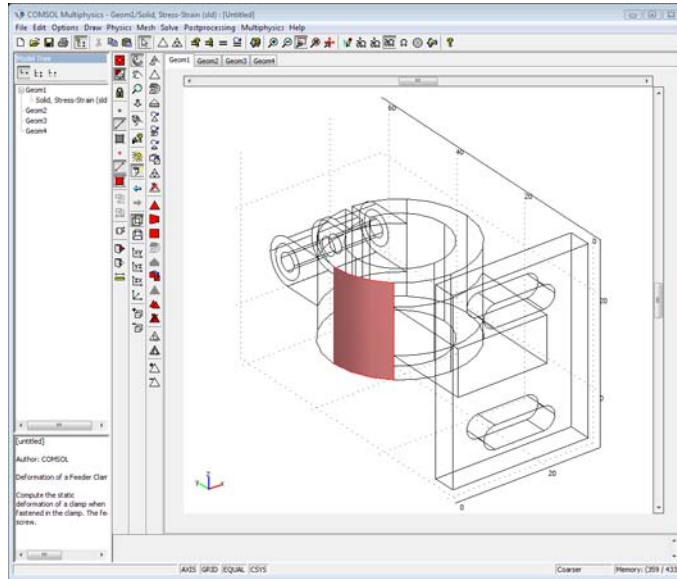 COMSOL Multiphysics - Geom1/Solid, Stress-Strain (sld) : [Untitled]
File Edit Options Draw Physics Mesh Solve Postprocessing Multiphysics Help
Model Tree
Geom1 Geom2 Geom3 Geom4
Geom1
Solid, Stress-Strain (sld
Geom2
Geom3
Geom4
60
40
20
0
20
0
20
0
z
y
x
[untitled]
Author: COMSOL
Deformation of a Feeder Clam
Compute the static
deformation of a clamp when
fastened in the clamp. The fe
screw.
AXIS GRID EQUAL CSYS
Coarser
Memory: (359 / 433